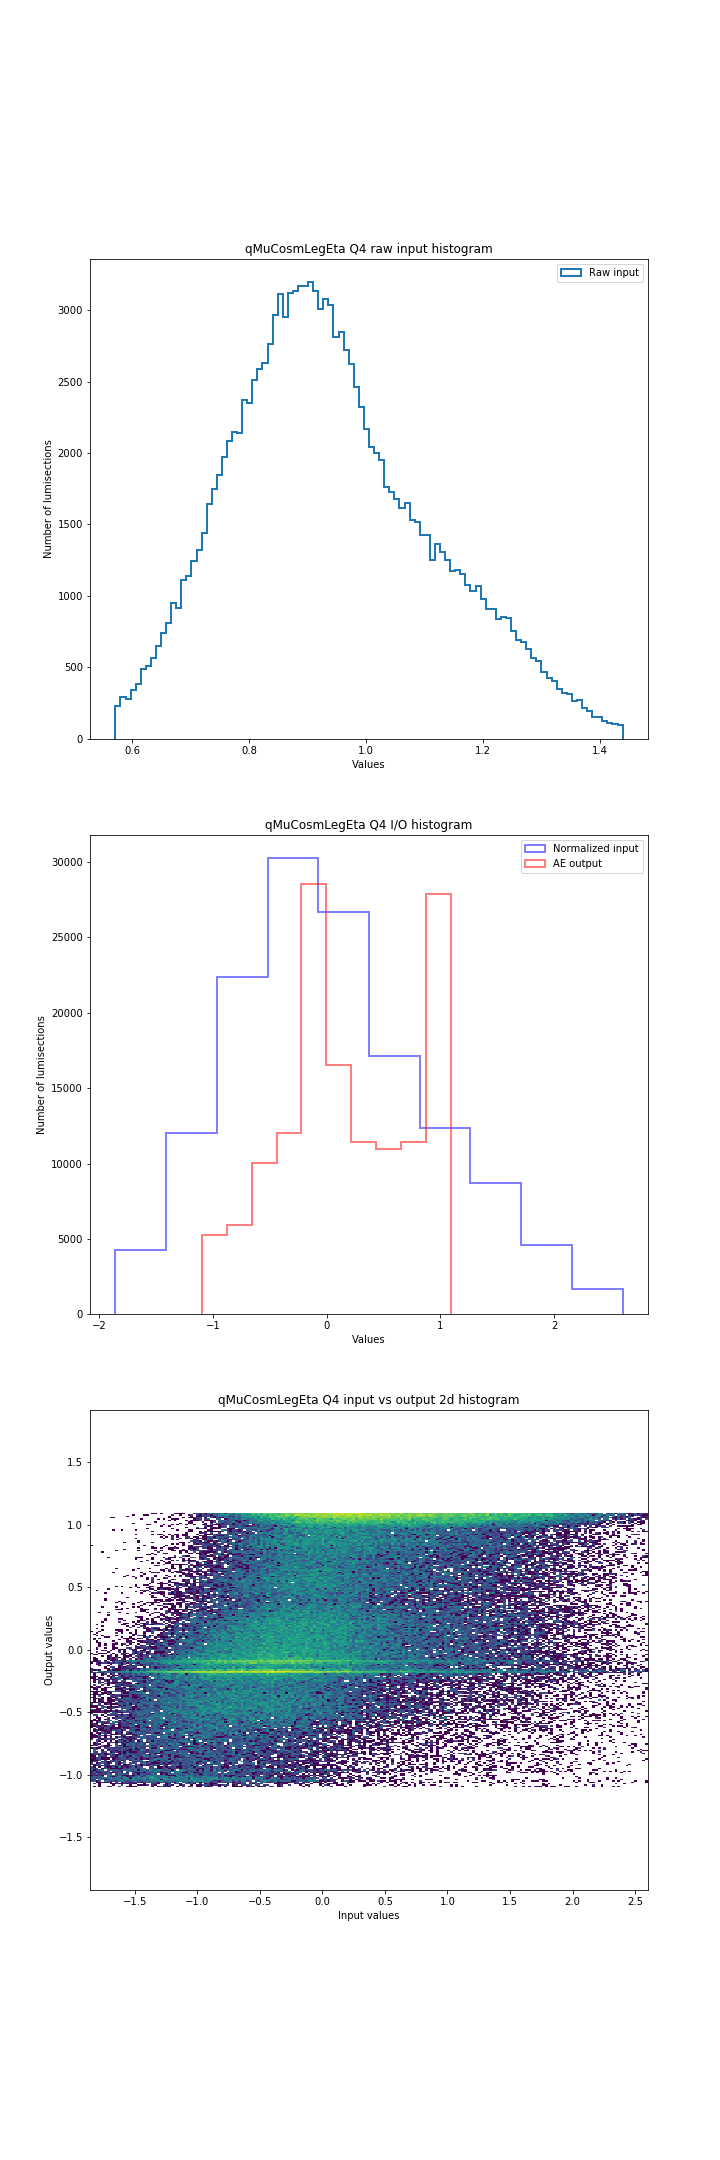 qMuCosmLegEta Q4 raw input histogram
Raw input
3000
2500
2000
1500
1000
500
0
Number of lumisections
0.6 0.8 1.0 1.2 1.4
Values
qMuCosmLegEta Q4 I/O histogram
Normalized input
AE output
30000
25000
20000
15000
10000
5000
0
Number of lumisections
−2 −1 0 1 2
Values
qMuCosmLegEta Q4 input vs output 2d histogram
1.5
1.0
0.5
0.0
−0.5
−1.0
−1.5
Output values
−1.5 −1.0 −0.5 0.0 0.5 1.0 1.5 2.0 2.5
Input values